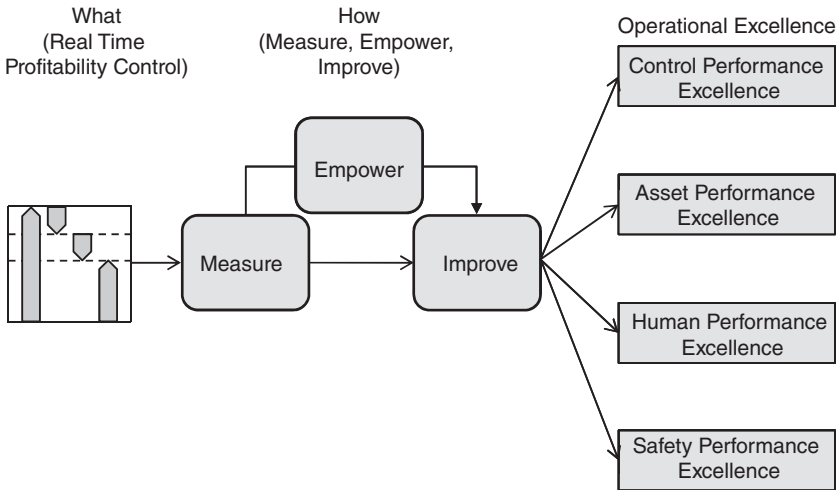 What
(Real Time
Profitability Control)
How
(Measure, Empower,
Improve)
Operational Excellence
Control Performance
Excellence
Empower
Asset Performance
Excellence
Measure
Improve
Human Performance
Excellence
Safety Performance
Excellence